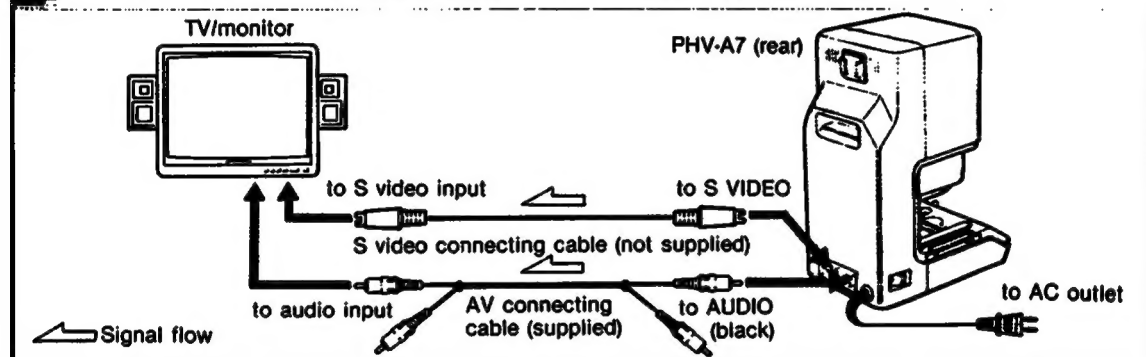 TV/monitor
PHV-A7 (rear)
to S video input
to S VIDEO
S video connecting cable (not supplied)
to audio input
AV connecting
cable (supplied)
to AUDIO
(black)
to AC outlet
Signal flow